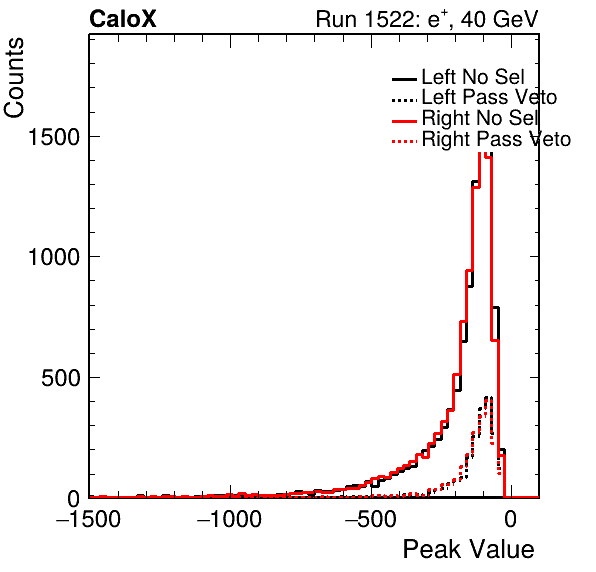 CaloX Run 1522: e+, 40 GeV
Counts
Left No Sel
Left Pass Veto
Right No Sel
Right Pass Veto
1500
1000
500
0
−1500 −1000 −500 0
Peak Value